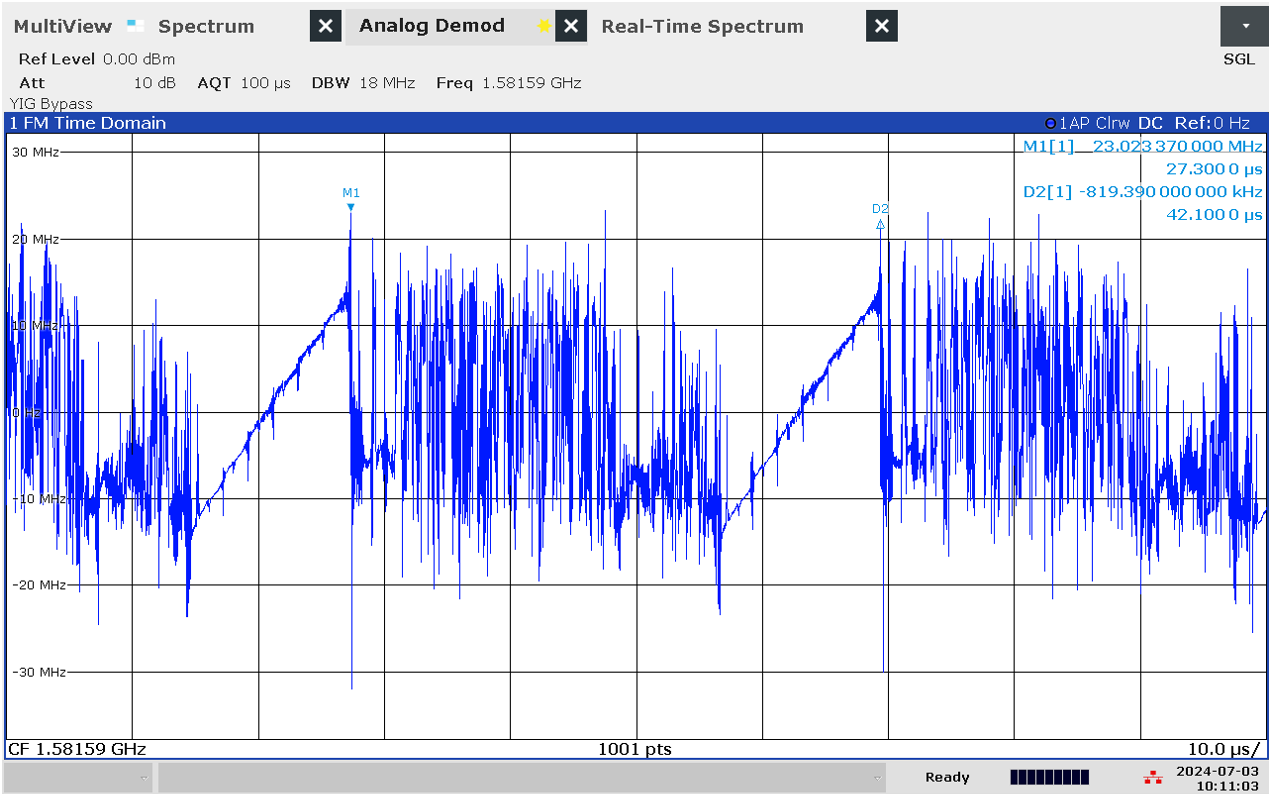 MultiView Spectrum Analog Demod Real-Time Spectrum
Ref Level 0.00 dBm SGL
Att 10 dB AQT 100 µs DBW 18 MHz Freq 1.58159 GHz
YIG Bypass
1 FM Time Domain 1AP Clrw DC Ref:0 Hz
30 MHz
M1[1] 23.023 370 000 MHz
27.300 0 µs
D2[1] -819.390 000 000 kHz
42.100 0 µs
M1
D2
20 MHz
10 MHz
0 Hz
-10 MHz
-20 MHz
-30 MHz
CF 1.58159 GHz 1001 pts 10.0 µs/
Ready 2024-07-03
10:11:03